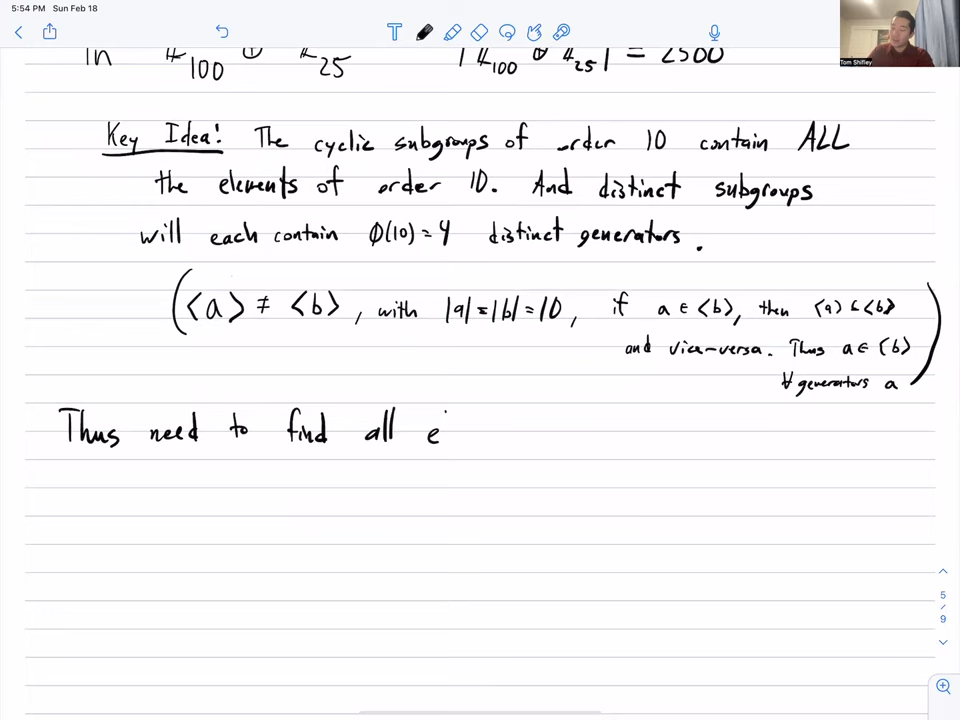 5:54 PM Sun Feb 18
Tom Shifley
in ℤ100 ⊕ ℤ25 |ℤ100 ⊕ ℤ25| = 2500
Key Idea! The cyclic subgroups of order 10 contain ALL
the elements of order 10. And distinct subgroups
will each contain φ(10) = 4 distinct generators.
(⟨a⟩ ≠ ⟨b⟩, with |a| = |b| = 10, if a ∈ ⟨b⟩, then ⟨a⟩ ⊆ ⟨b⟩
and vica-versa. Thus a ∈ ⟨b⟩
∀ generators a)
Thus need to find all e
5
/
9